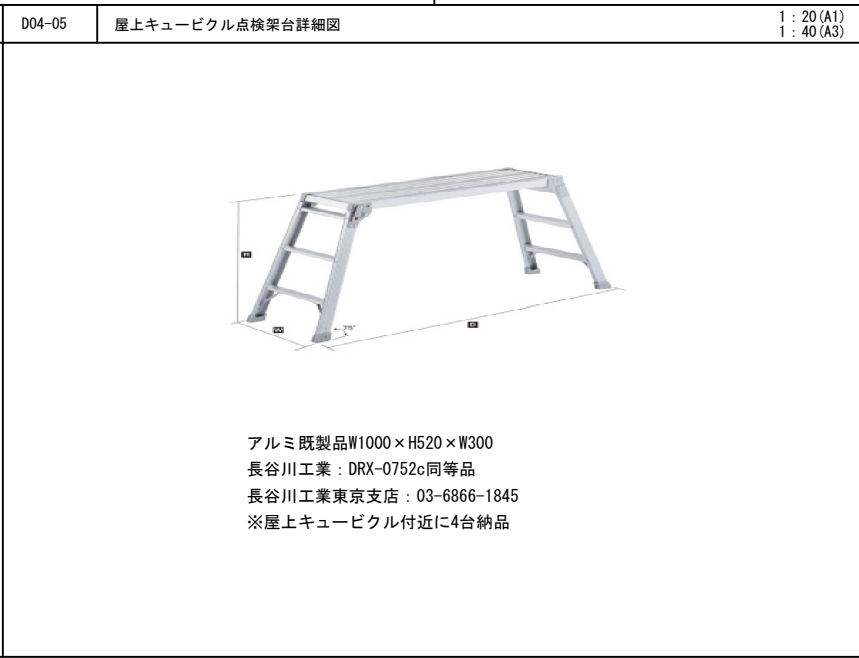 D04-05
屋上キュービクル点検架台詳細図
1：20(A1)
1：40(A3)
H
W
75°
D
アルミ既製品W1000×H520×W300
長谷川工業：DRX-0752c同等品
長谷川工業東京支店：03-6866-1845
※屋上キュービクル付近に4台納品